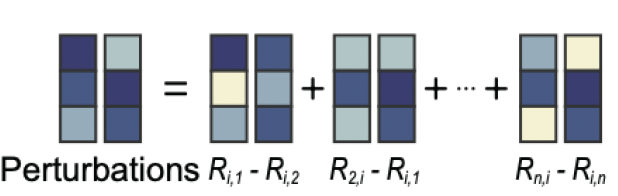 = + + ... +
Perturbations R_{i,1} - R_{i,2} R_{2,i} - R_{i,1} R_{n,i} - R_{i,n}